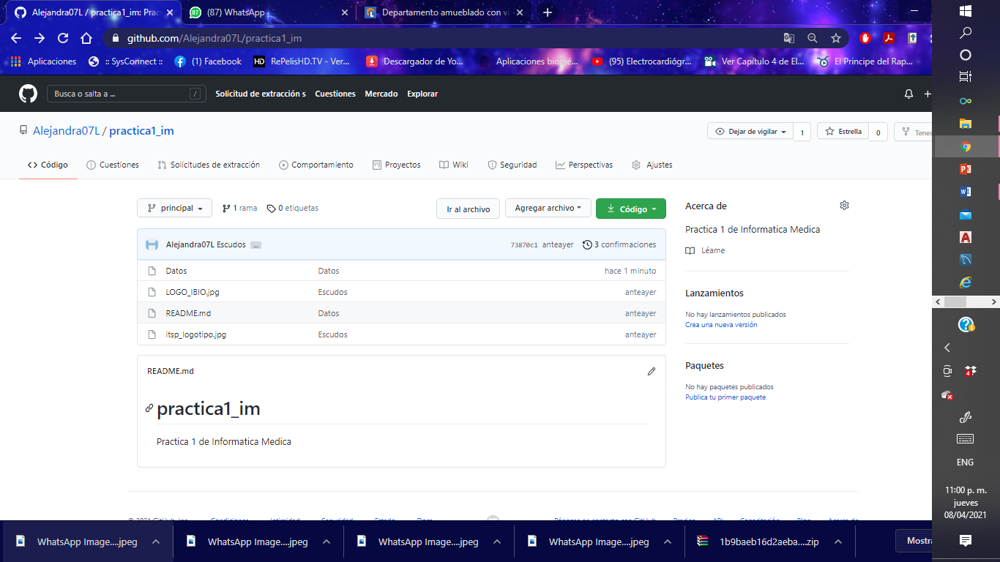 Alejandra07L / practica1_im: Prac
(87) WhatsApp
Departamento amueblado con vi
github.com/Alejandra07L/practica1_im
Aplicaciones
:: SysConnect ::
(1) Facebook
HD RePelisHD.TV - Ver...
Descargador de Yo...
Aplicaciones biomé...
(95) Electrocardiógr...
Ver Capítulo 4 de El...
El Principe del Rap...
Busca o salta a ... /
Solicitud de extracción s
Cuestiones
Mercado
Explorar
Alejandra07L / practica1_im
Dejar de vigilar 1
Estrella 0
Tened
Código
Cuestiones
Solicitudes de extracción
Comportamiento
Proyectos
Wiki
Seguridad
Perspectivas
Ajustes
principal
1 rama
0 etiquetas
Ir al archivo
Agregar archivo
Código
Alejandra07L Escudos ... 73870c1 anteayer 3 confirmaciones
Datos Datos hace 1 minuto
LOGO_IBIO.jpg Escudos anteayer
README.md Datos anteayer
itsp_logotipo.jpg Escudos anteayer
README.md
practica1_im
Practica 1 de Informatica Medica
Acerca de
Practica 1 de Informatica Medica
Léame
Lanzamientos
No hay lanzamientos publicados
Crea una nueva versión
Paquetes
No hay paquetes publicados
Publica tu primer paquete
WhatsApp Image....jpeg
WhatsApp Image....jpeg
WhatsApp Image....jpeg
WhatsApp Image....jpeg
1b9baeb16d2aeba....zip
Mostra
4
ENG
11:00 p. m.
jueves
08/04/2021